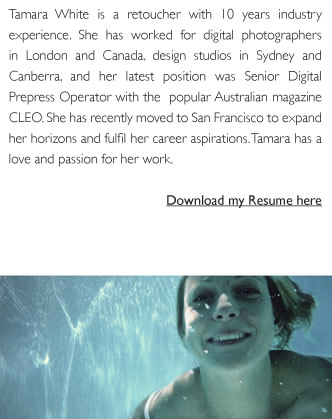 Tamara White is a retoucher with 10 years industry
experience. She has worked for digital photographers
in London and Canada, design studios in Sydney and
Canberra, and her latest position was Senior Digital
Prepress Operator with the popular Australian magazine
CLEO. She has recently moved to San Francisco to expand
her horizons and fulfil her career aspirations. Tamara has a
love and passion for her work.
Download my Resume here